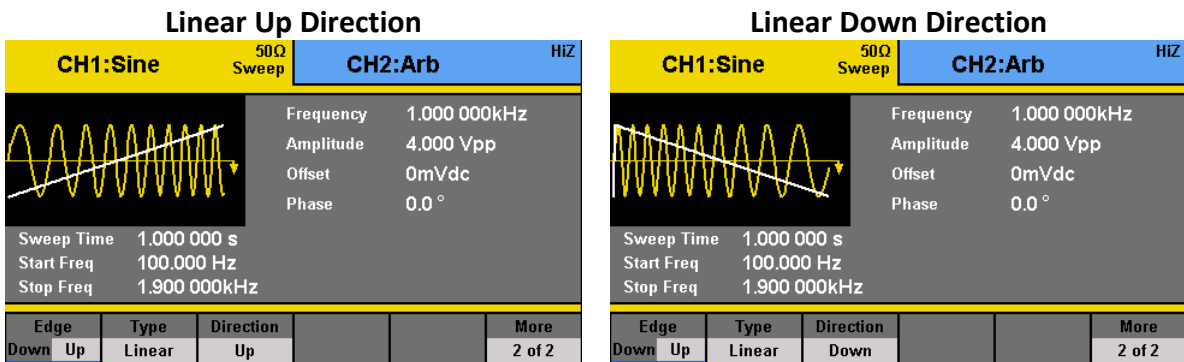 Linear Up Direction
CH1:Sine 50Ω Sweep CH2:Arb HiZ
Frequency 1.000 000kHz
Amplitude 4.000 Vpp
Offset 0mVdc
Phase 0.0 °
Sweep Time 1.000 000 s
Start Freq 100.000 Hz
Stop Freq 1.900 000kHz
Edge Type Direction More
Down Up Linear Up 2 of 2
Linear Down Direction
CH1:Sine 50Ω Sweep CH2:Arb HiZ
Frequency 1.000 000kHz
Amplitude 4.000 Vpp
Offset 0mVdc
Phase 0.0 °
Sweep Time 1.000 000 s
Start Freq 100.000 Hz
Stop Freq 1.900 000kHz
Edge Type Direction More
Down Up Linear Down 2 of 2